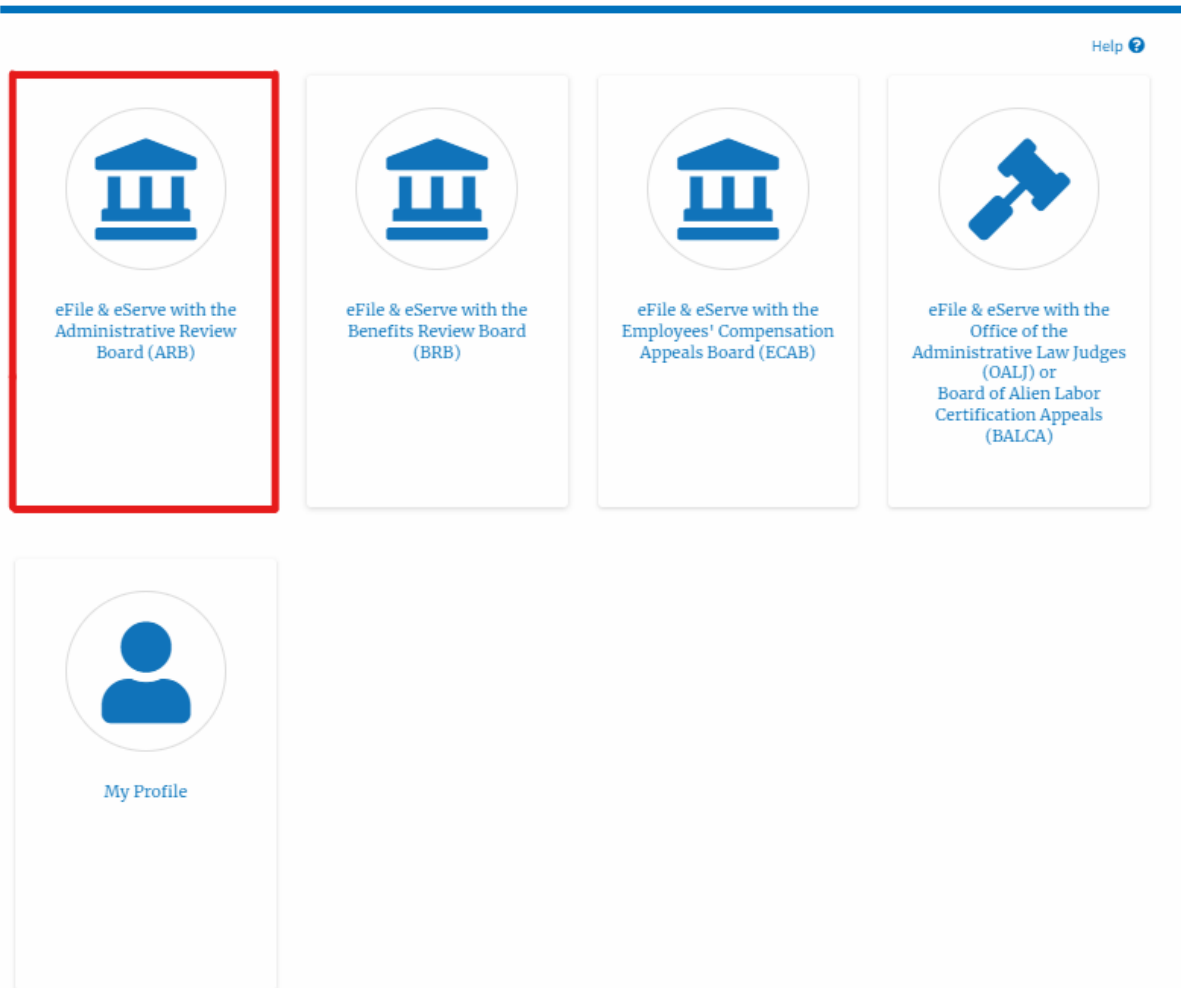 Help
eFile & eServe with the
Administrative Review
Board (ARB)
eFile & eServe with the
Benefits Review Board
(BRB)
eFile & eServe with the
Employees' Compensation
Appeals Board (ECAB)
eFile & eServe with the
Office of the
Administrative Law Judges
(OALJ) or
Board of Alien Labor
Certification Appeals
(BALCA)
My Profile